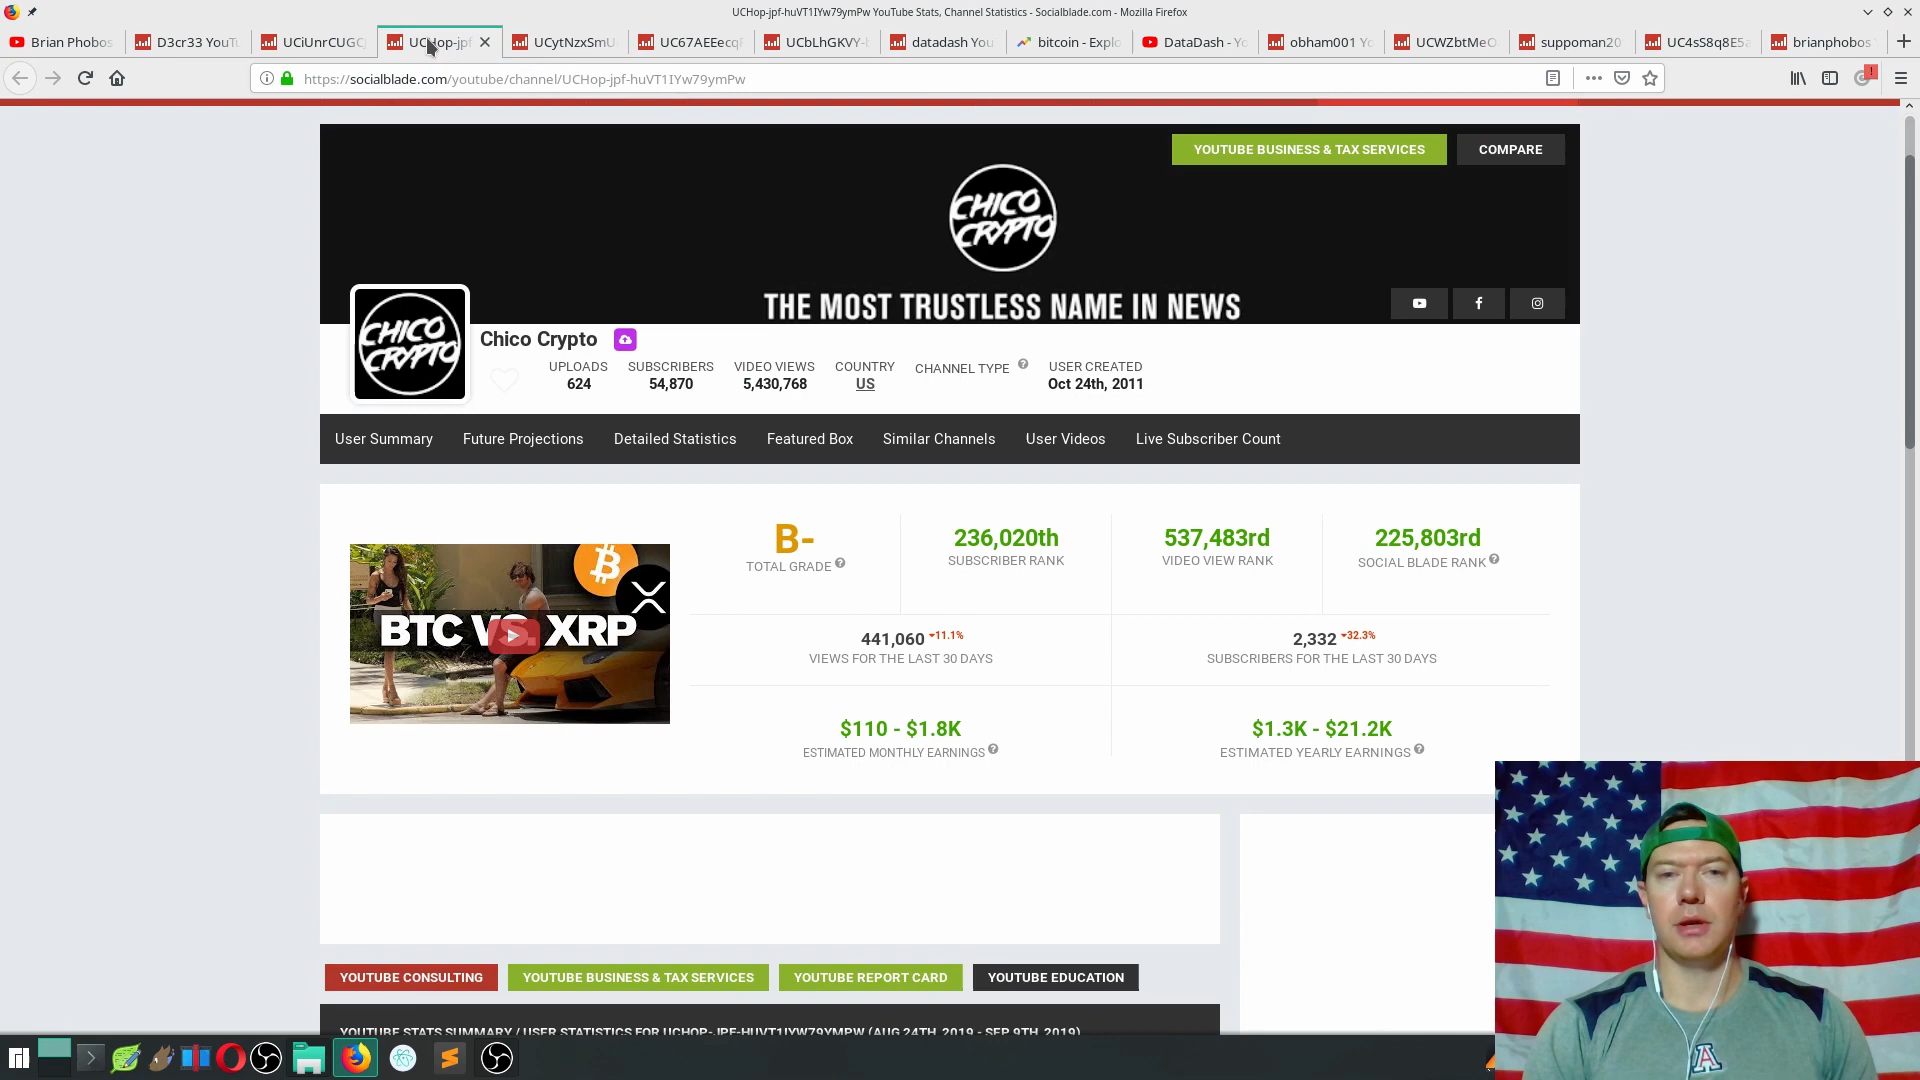 UCHop-jpf-huVT1IYw79ymPw YouTube Stats, Channel Statistics - Socialblade.com - Mozilla Firefox
Brian Phobos
D3cr33 YouTu
UCiUnrCUGCJ
UCHop-jpf
UCytNzxSmU
UC67AEEecqF
UCbLhGKVY-
datadash You
bitcoin - Explo
DataDash - Yo
obham001 Yo
UCWZbtMeO
suppoman20
UC4sS8q8E5a
brianphobos
https://socialblade.com/youtube/channel/UCHop-jpf-huVT1IYw79ymPw
YOUTUBE BUSINESS & TAX SERVICES
COMPARE
CHICO
CRYPTO
THE MOST TRUSTLESS NAME IN NEWS
CHICO
CRYPTO
Chico Crypto
UPLOADS
624
SUBSCRIBERS
54,870
VIDEO VIEWS
5,430,768
COUNTRY
US
CHANNEL TYPE
USER CREATED
Oct 24th, 2011
User Summary
Future Projections
Detailed Statistics
Featured Box
Similar Channels
User Videos
Live Subscriber Count
BTC VS. XRP
B-
TOTAL GRADE
236,020th
SUBSCRIBER RANK
537,483rd
VIDEO VIEW RANK
225,803rd
SOCIAL BLADE RANK
441,060 11.1%
VIEWS FOR THE LAST 30 DAYS
2,332 32.3%
SUBSCRIBERS FOR THE LAST 30 DAYS
$110 - $1.8K
ESTIMATED MONTHLY EARNINGS
$1.3K - $21.2K
ESTIMATED YEARLY EARNINGS
YOUTUBE CONSULTING
YOUTUBE BUSINESS & TAX SERVICES
YOUTUBE REPORT CARD
YOUTUBE EDUCATION
YOUTUBE STATS SUMMARY / USER STATISTICS FOR UCHOP-JPF-HUVT1IYW79YMPW (AUG 24TH, 2019 - SEP 9TH, 2019)
A